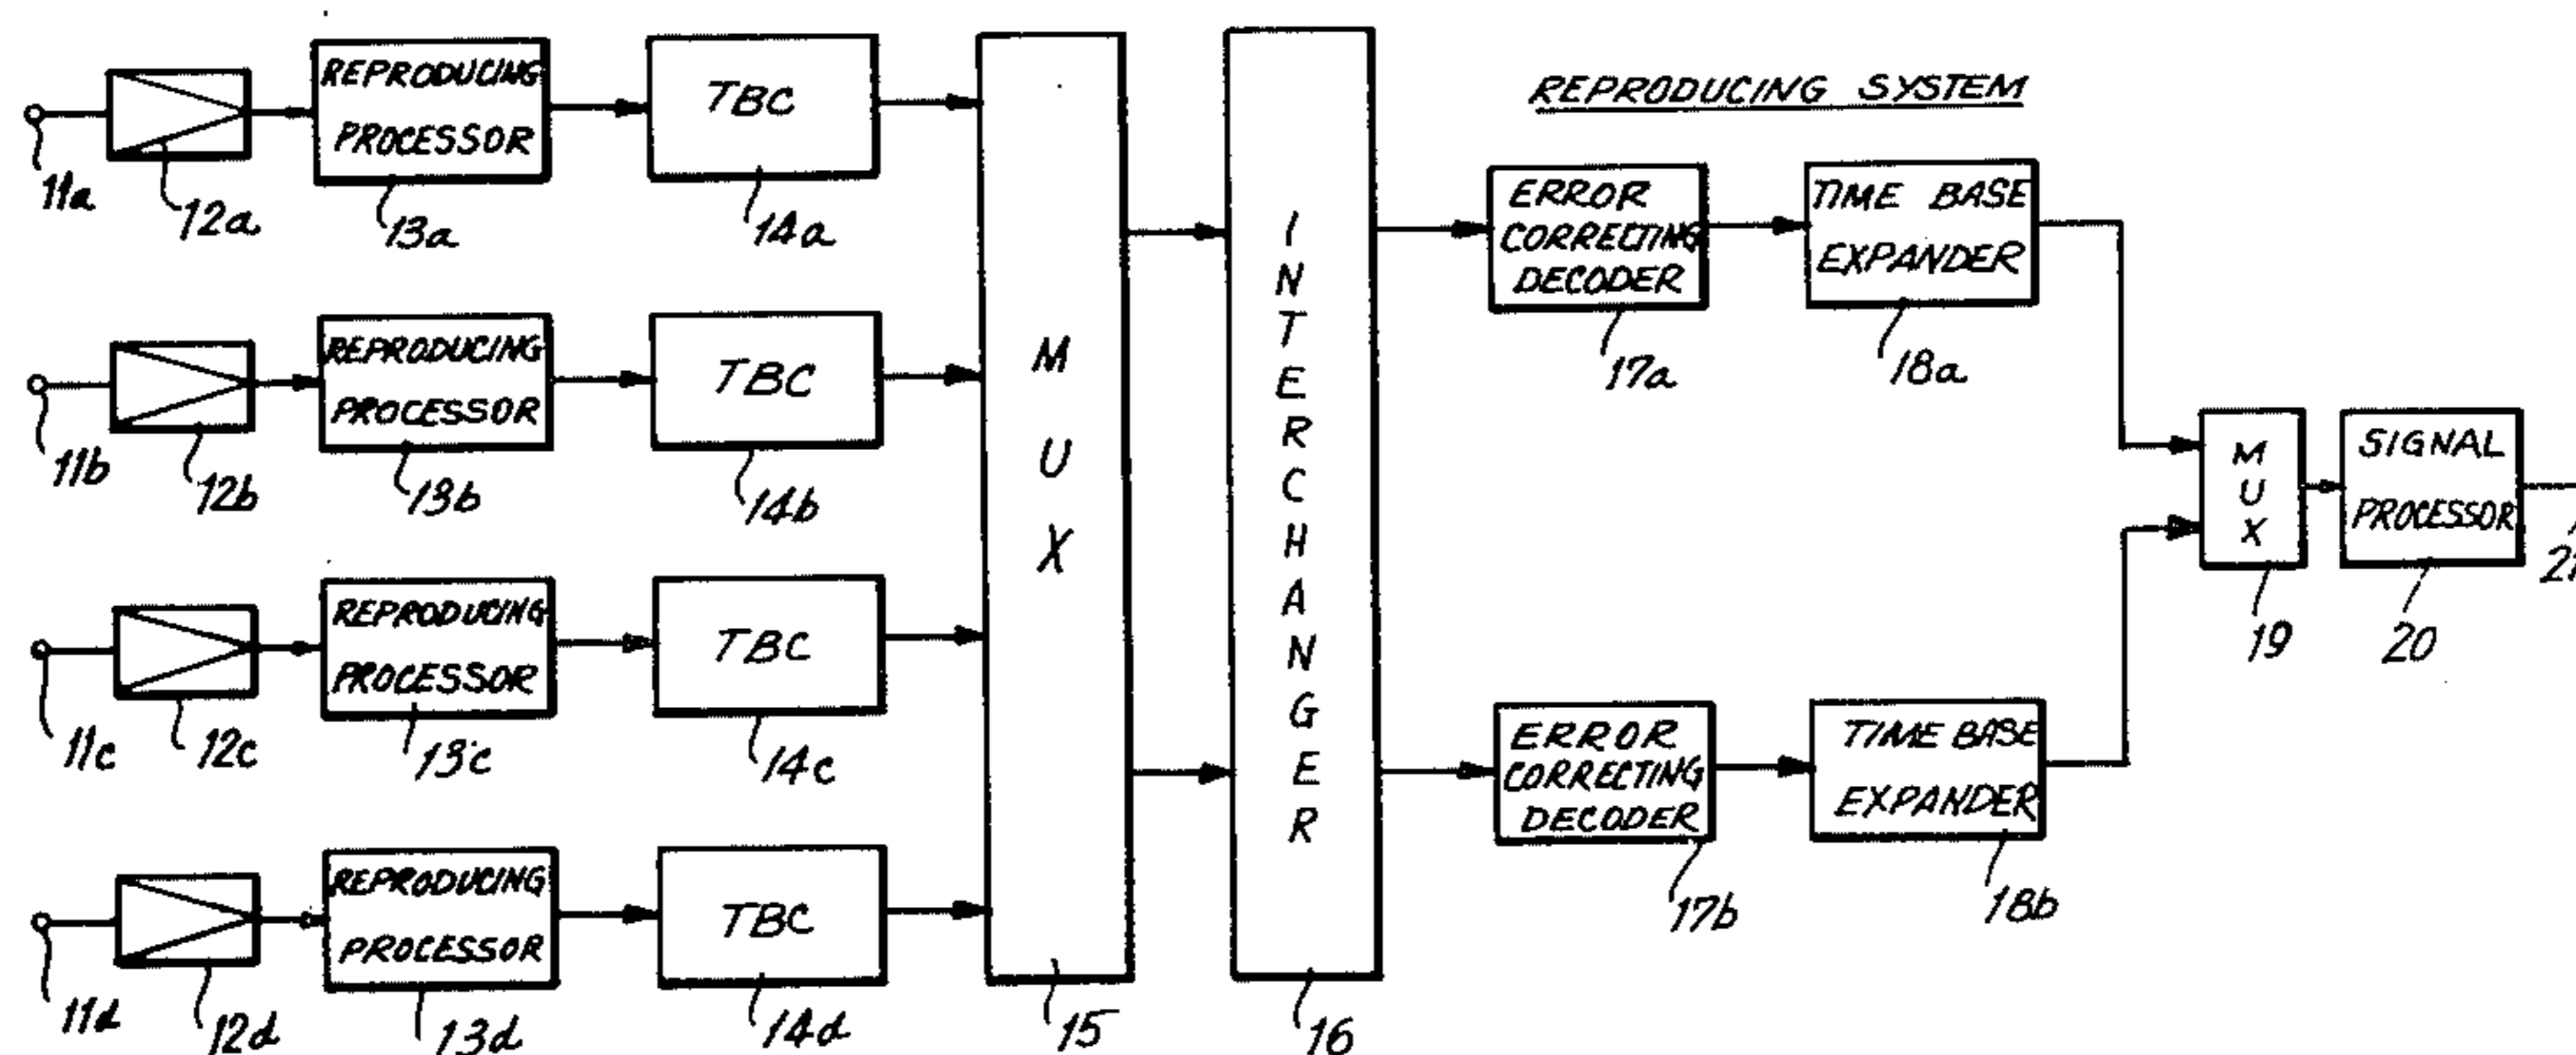 REPRODUCING SYSTEM
REPRODUCING
PROCESSOR
TBC
11a
12a
13a
14a
REPRODUCING
PROCESSOR
TBC
11b
12b
13b
14b
REPRODUCING
PROCESSOR
TBC
11c
12c
13c
14c
REPRODUCING
PROCESSOR
TBC
11d
12d
13d
14d
MUX
15
INTERCHANGER
16
ERROR
CORRECTING
DECODER
17a
TIME BASE
EXPANDER
18a
ERROR
CORRECTING
DECODER
17b
TIME BASE
EXPANDER
18b
MUX
19
SIGNAL
PROCESSOR
20